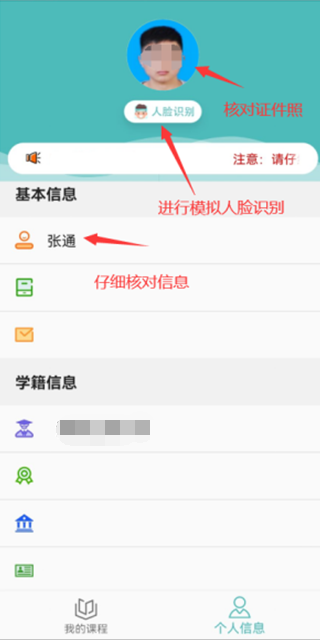 核对证件照
人脸识别
注意：请仔
进行模拟人脸识别
基本信息
张通
仔细核对信息
学籍信息
我的课程
个人信息